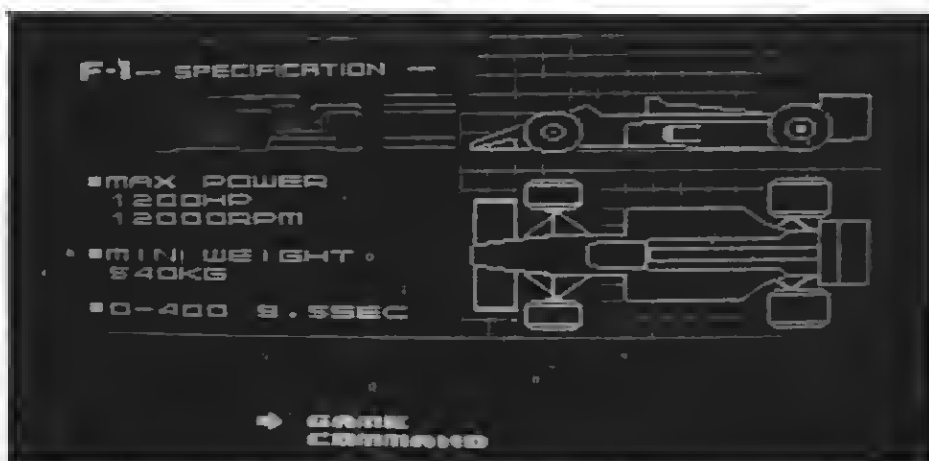 F-1 — SPECIFICATION —
■MAX POWER
1200HP
12000RPM
■MINI WEIGHT
540KG
■0-400 9.5SEC
➔ GAME
COMMAND